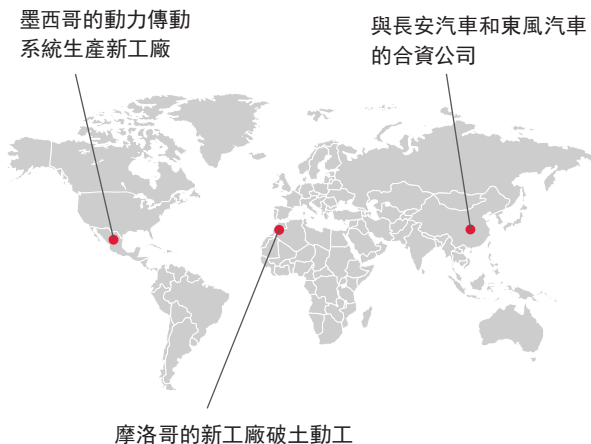 墨西哥的動力傳動
系統生產新工廠
與長安汽車和東風汽車
的合資公司
摩洛哥的新工廠破土動工